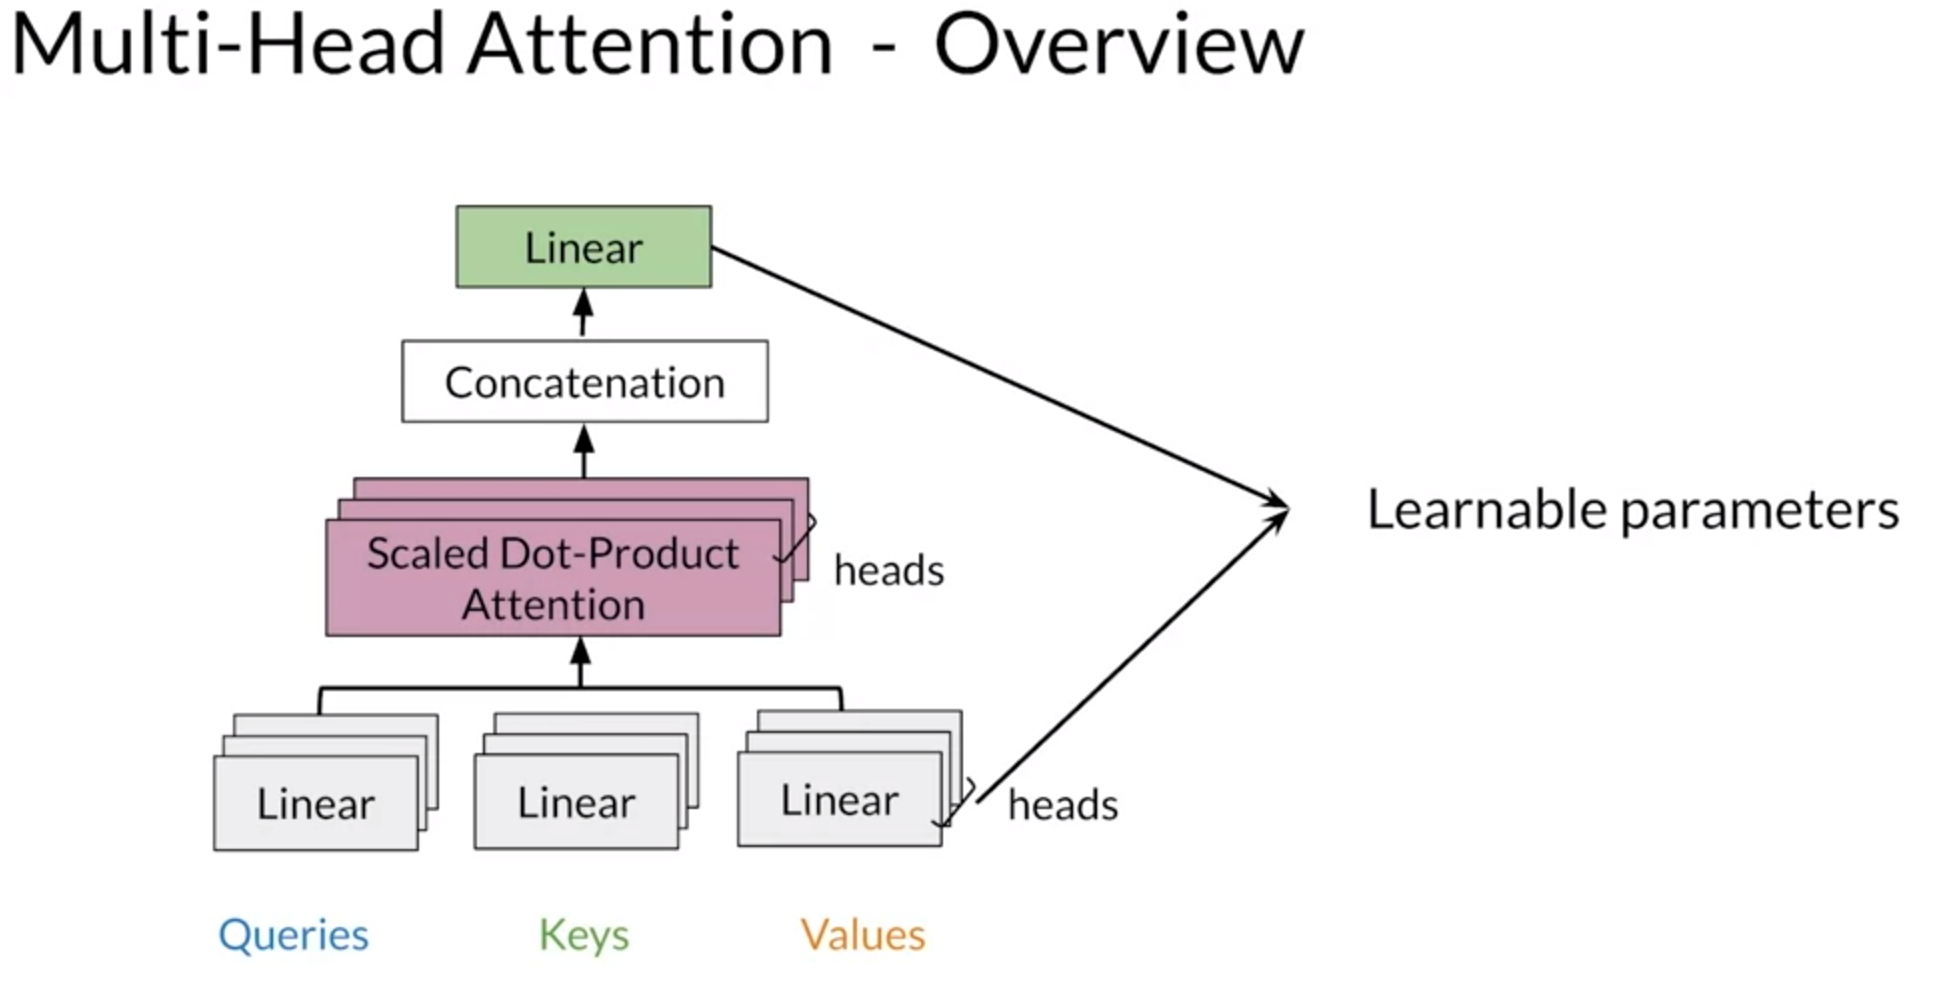 Multi-Head Attention - Overview
Linear
Concatenation
Scaled Dot-Product
Attention
heads
Learnable parameters
Linear
Linear
Linear
heads
Queries
Keys
Values